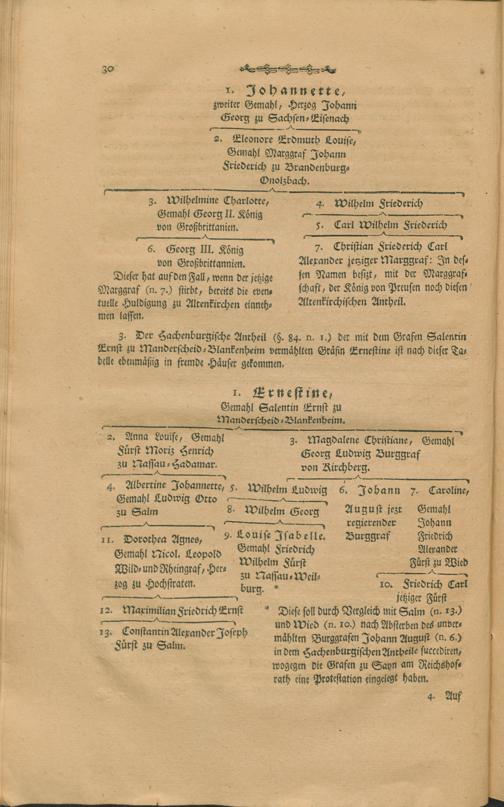 30
1. Johannette,
zweiter Gemahl, Herzog Johann
Georg zu Sachsen-Eisenach
2. Eleonore Erdmuth Louise,
Gemahl Marggraf Johann
Friederich zu Brandenburg-
Onolzbach.
3. Wilhelmine Charlotte,
Gemahl Georg II. König
von Großbrittanien.
6. Georg III. König
von Großbrittannien.
Dieser hat auf den Fall, wenn der jetzige
Marggraf (n. 7.) stirbt, bereits die even-
tuelle Huldigung zu Altenkirchen einneh-
men lassen.
4. Wilhelm Friederich
5. Carl Wilhelm Friederich
7. Christian Friederich Carl
Alexander jetziger Marggraf: In des-
sen Namen besizt, mit der Marggraf-
schaft, der König von Preusen noch diesen
Altenkirchischen Antheil.
3. Der Hachenburgische Antheil (§. 84. n. 1.) der mit dem Grafen Salentin
Ernst zu Manderscheid-Blankenheim vermählten Gräfin Ernestine ist nach dieser Ta-
belle ebenmäßig in fremde Häuser gekommen.
1. Ernestine,
Gemahl Salentin Ernst zu
Manderscheid-Blankenheim.
2. Anna Louise, Gemahl
Fürst Moriz Henrich
zu Nassau-Hadamar.
3. Magdalene Christiane, Gemahl
Georg Ludwig Burggraf
von Kirchberg.
4. Albertine Johannette,
Gemahl Ludwig Otto
zu Salm
5. Wilhelm Ludwig
8. Wilhelm Georg
9. Louise Isabelle.
Gemahl Friedrich
Wilhelm Fürst
zu Nassau-Weil-
burg. *
6. Johann
August jezt
regierender
Burggraf
7. Caroline,
Gemahl
Johann
Friedrich
Alexander
Fürst zu Wied
10. Friedrich Carl
jetziger Fürst
11. Dorothea Agnes,
Gemahl Nicol. Leopold
Wild- und Rheingraf, Her-
zog zu Hochstraten.
12. Maximilian Friedrich Ernst
13. Constantin Alexander Joseph
Fürst zu Salm.
* Diese soll durch Vergleich mit Salm (n. 13.)
und Wied (n. 10.) nach Absterben des unver-
mählten Burggrafen Johann August (n. 6.)
in dem Hachenburgischen Antheile succediren,
wogegen die Grafen zu Sayn am Reichshof-
rath eine Protestation eingelegt haben.
4. Auf